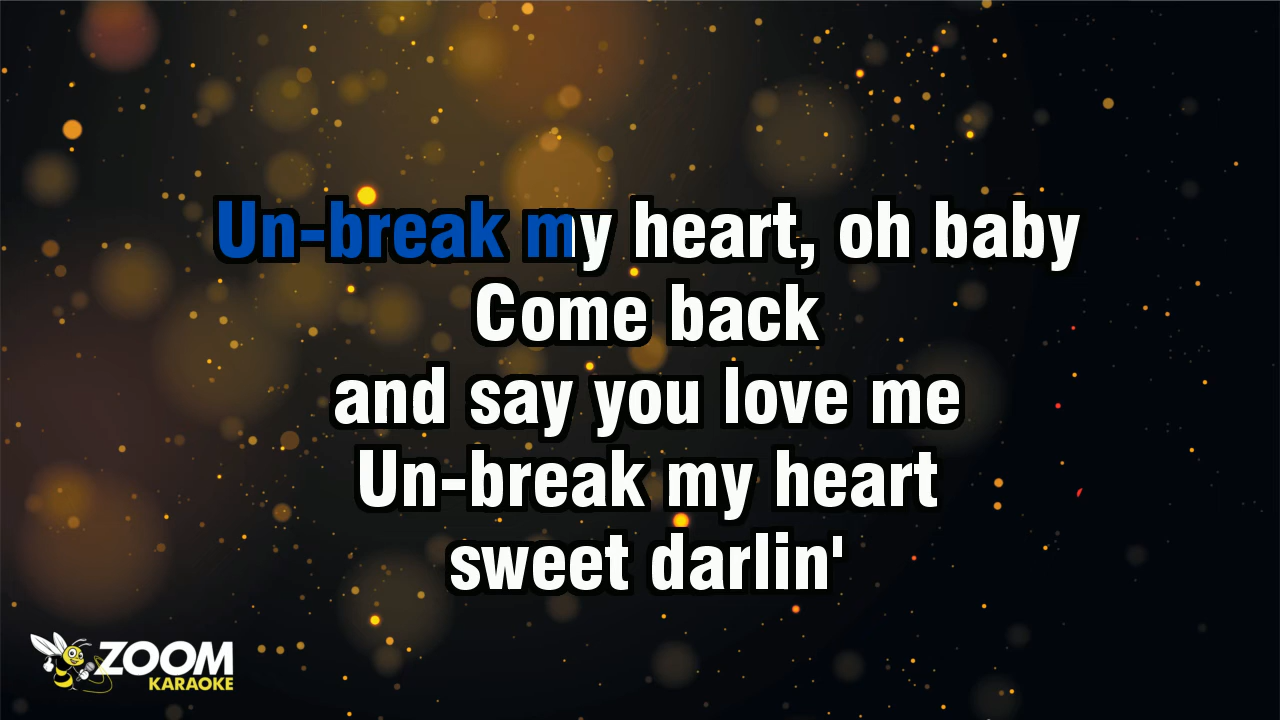 Un-break my heart, oh baby
Come back
and say you love me
Un-break my heart
sweet darlin'
ZOOM
KARAOKE